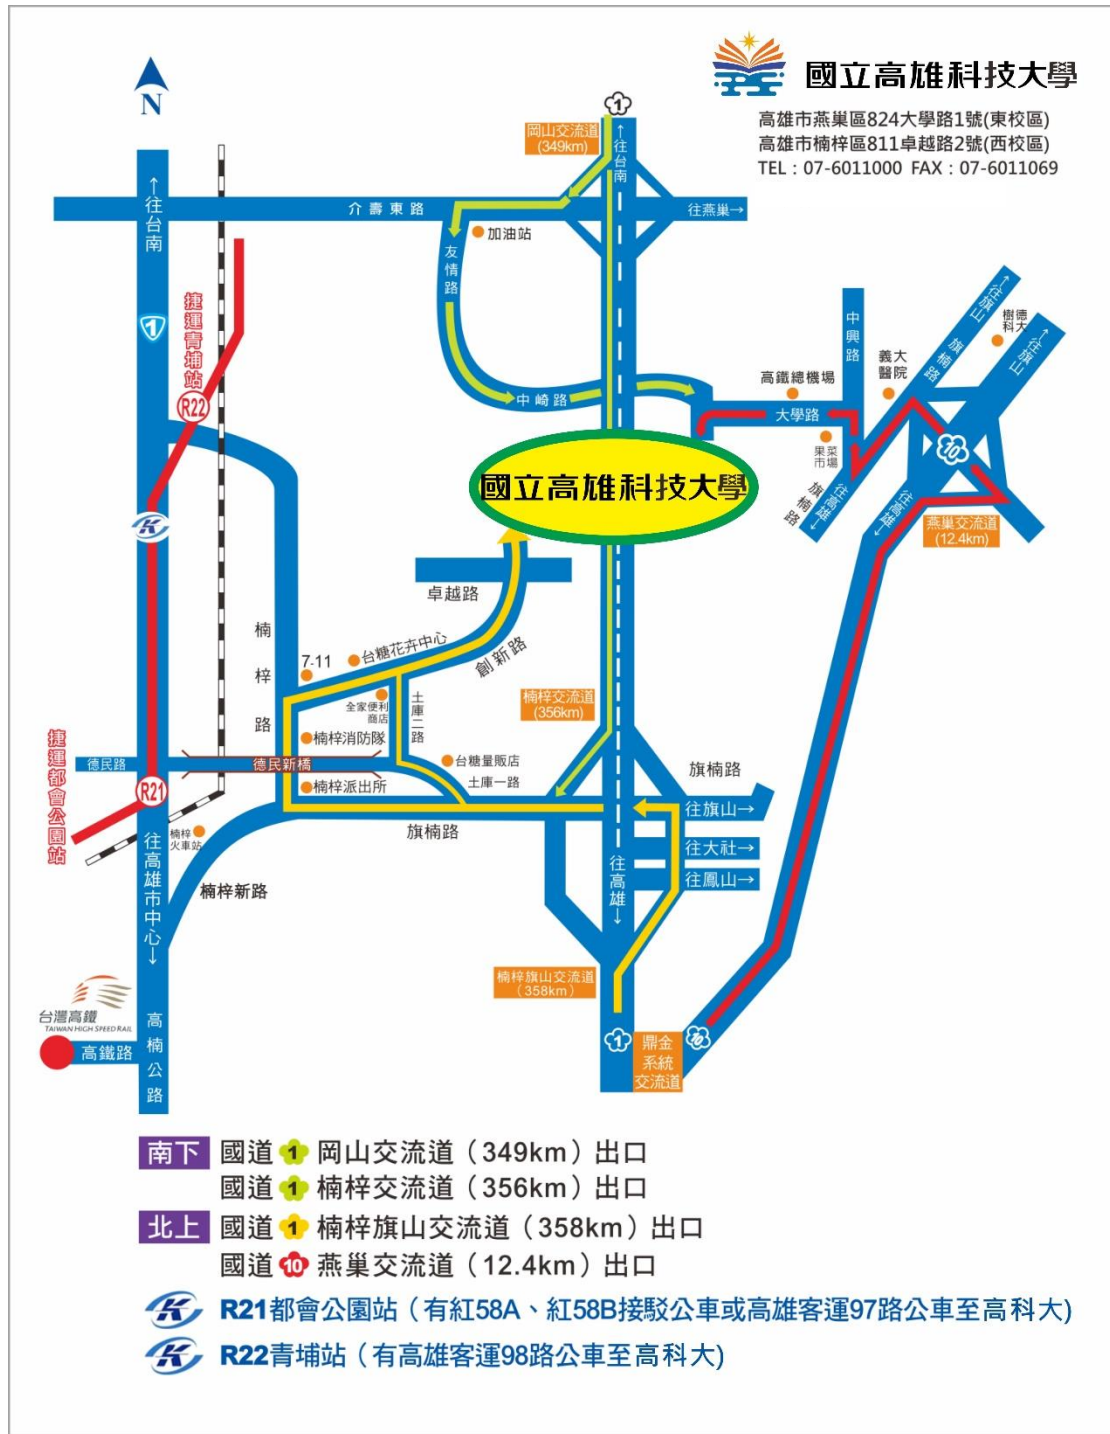 國立高雄科技大學
高雄市燕巢區824大學路1號(東校區)
高雄市楠梓區811卓越路2號(西校區)
TEL：07-6011000 FAX：07-6011069
N
1
岡山交流道
(349km)
←往台南
←往台南
介壽東路
往燕巢→
加油站
友情路
捷運青埔站
1
R22
中崎路
中興路
高鐵總機場
大學路
果菜市場
義大醫院
旗楠路
←往旗山
樹德科大
←往旗山
10
旗楠路
往高雄→
往高雄→
燕巢交流道
(12.4km)
國立高雄科技大學
K
卓越路
楠梓路
7-11
台糖花卉中心
創新路
全家便利商店
土庫二路
楠梓交流道
(356km)
楠梓消防隊
捷運都會公園站
德民路
德民新橋
台糖量販店
土庫一路
R21
楠梓派出所
旗楠路
旗楠路
往旗山→
往大社→
往鳳山→
楠梓火車站
往高雄市中心→
往高雄→
楠梓新路
楠梓旗山交流道
(358km)
台灣高鐵
TAIWAN HIGH SPEED RAIL
高鐵路
高楠公路
1
鼎金系統交流道
10
南下 國道 1 岡山交流道（349km）出口
國道 1 楠梓交流道（356km）出口
北上 國道 1 楠梓旗山交流道（358km）出口
國道 10 燕巢交流道（12.4km）出口
K R21都會公園站（有紅58A、紅58B接駁公車或高雄客運97路公車至高科大)
K R22青埔站（有高雄客運98路公車至高科大)